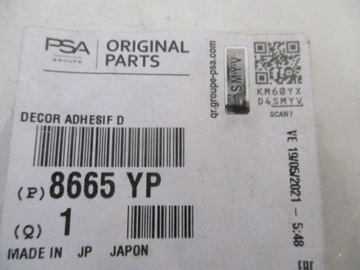 PSA
GROUPE
ORIGINAL
PARTS
qr.groupe-psa.com
4SMYV
KM60YX
D4SMYV
SCAN!
DECOR ADHESIF D
(P) 8665 YP
(Q) 1
MADE IN JP JAPON
VE 19/05/2021 - 5:48